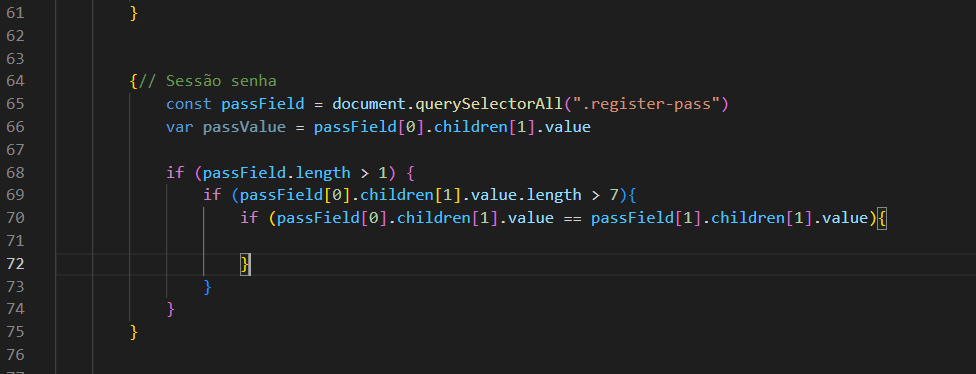 61 }
62
63
64 {// Sessão senha
65 const passField = document.querySelectorAll(".register-pass")
66 var passValue = passField[0].children[1].value
67
68 if (passField.length > 1) {
69 if (passField[0].children[1].value.length > 7){
70 if (passField[0].children[1].value == passField[1].children[1].value){
71
72 }
73 }
74 }
75 }
76